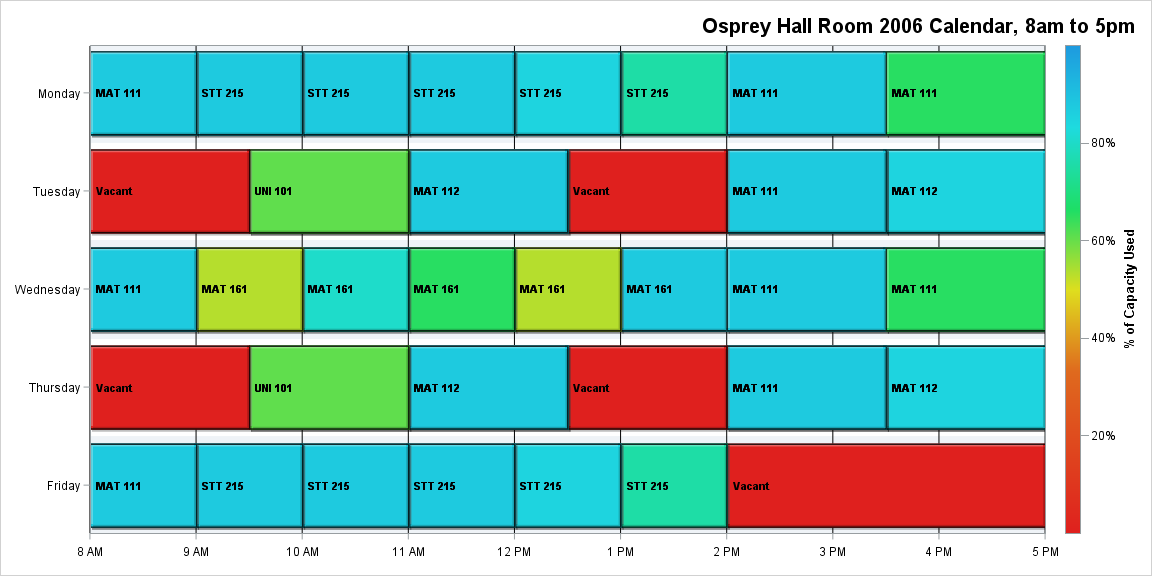 Osprey Hall Room 2006 Calendar, 8am to 5pm
Monday
MAT 111
STT 215
STT 215
STT 215
STT 215
STT 215
MAT 111
MAT 111
Tuesday
Vacant
UNI 101
MAT 112
Vacant
MAT 111
MAT 112
Wednesday
MAT 111
MAT 161
MAT 161
MAT 161
MAT 161
MAT 161
MAT 111
MAT 111
Thursday
Vacant
UNI 101
MAT 112
Vacant
MAT 111
MAT 112
Friday
MAT 111
STT 215
STT 215
STT 215
STT 215
STT 215
Vacant
8 AM
9 AM
10 AM
11 AM
12 PM
1 PM
2 PM
3 PM
4 PM
5 PM
80%
60%
40%
20%
% of Capacity Used